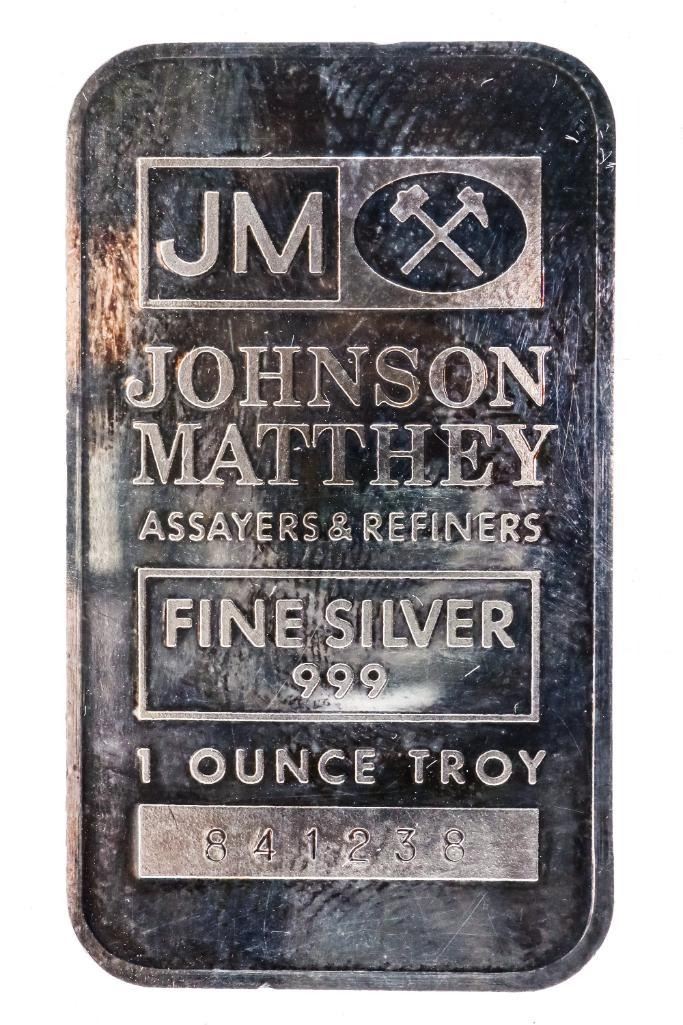 JM
JOHNSON
MATTHEY
ASSAYERS & REFINERS
FINE SILVER
999
1 OUNCE TROY
841238